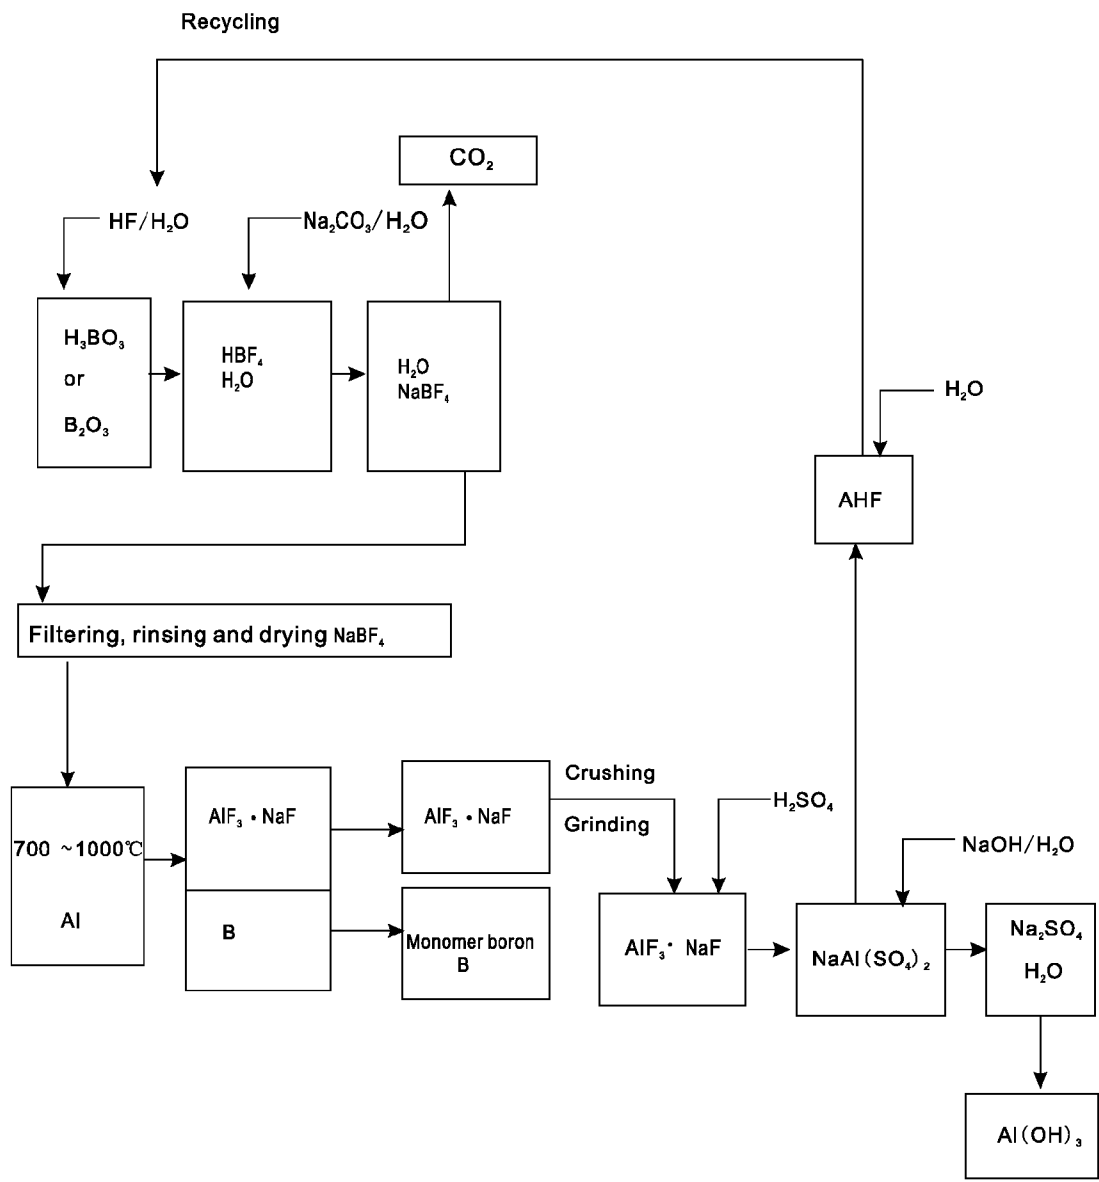 Recycling
CO₂
HF/H₂O
Na₂CO₃/H₂O
H₃BO₃
or
B₂O₃
HBF₄
H₂O
H₂O
NaBF₄
H₂O
AHF
Filtering, rinsing and drying NaBF₄
700 ~1000℃
Al
AlF₃·NaF
B
AlF₃·NaF
Monomer boron
B
Crushing
Grinding
H₂SO₄
AlF₃· NaF
NaOH/H₂O
NaAl(SO₄)₂
Na₂SO₄
H₂O
Al(OH)₃